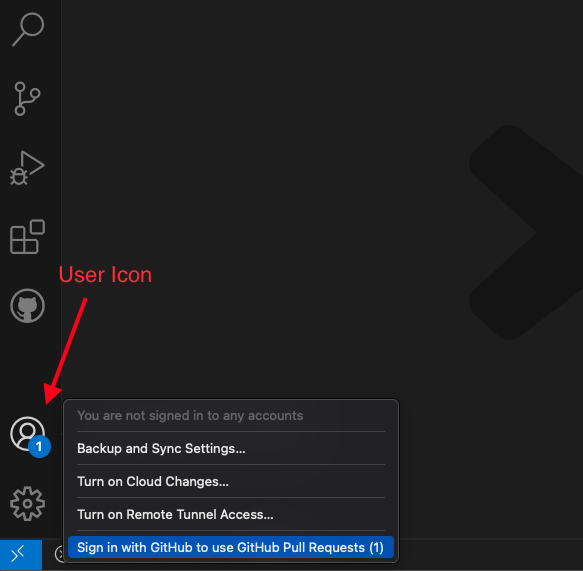 User Icon
1
You are not signed in to any accounts
Backup and Sync Settings...
Turn on Cloud Changes...
Turn on Remote Tunnel Access...
Sign in with GitHub to use GitHub Pull Requests (1)